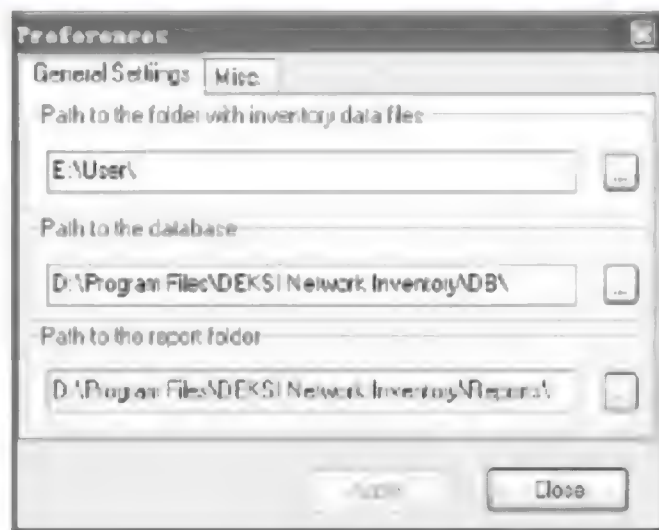 Preferences
General Settings Misc.
Path to the folder with inventory data files
E:\User\
...
Path to the database
D:\Program Files\DEKSI Network Inventory\DB\
...
Path to the report folder
D:\Program Files\DEKSI Network Inventory\Reports\
...
Apply
Close